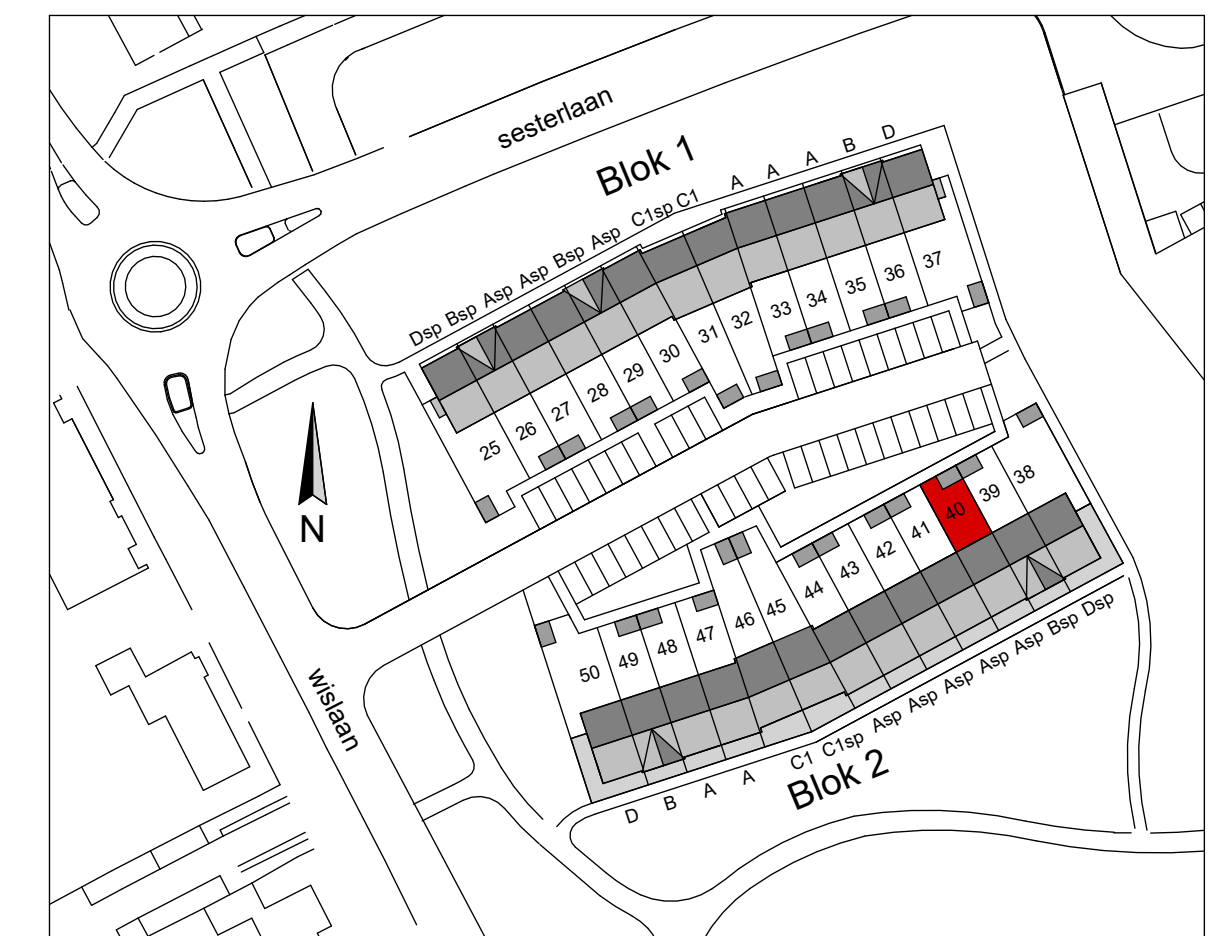 sesterlaan
Blok 1
Dsp Bsp Asp Asp Bsp Asp C1sp C1 A A A B D
25 26 27 28 29 30 31 32 33 34 35 36 37
N
wislaan
50 49 48 47 46 45 44 43 42 41 40 39 38
D B A A C1 C1sp Asp Asp Asp Asp Asp Bsp Dsp
Blok 2